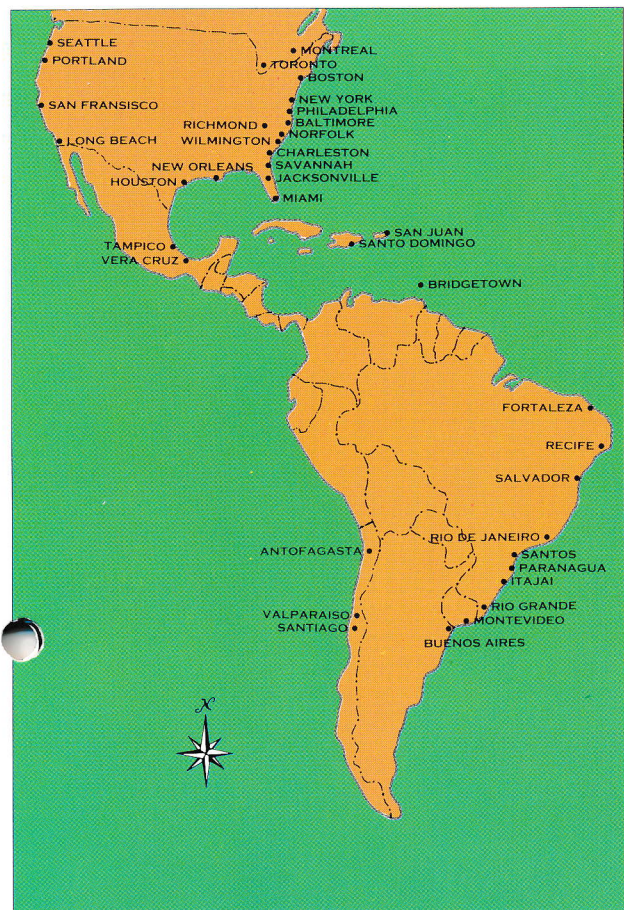 SEATTLE
PORTLAND
MONTREAL
TORONTO
BOSTON
SAN FRANSISCO
NEW YORK
PHILADELPHIA
BALTIMORE
RICHMOND
NORFOLK
WILMINGTON
LONG BEACH
CHARLESTON
NEW ORLEANS
SAVANNAH
HOUSTON
JACKSONVILLE
MIAMI
SAN JUAN
SANTO DOMINGO
TAMPICO
VERA CRUZ
BRIDGETOWN
FORTALEZA
RECIFE
SALVADOR
RIO DE JANEIRO
ANTOFAGASTA
SANTOS
PARANAGUA
ITAJAI
RIO GRANDE
VALPARAISO
MONTEVIDEO
SANTIAGO
BUENOS AIRES
N